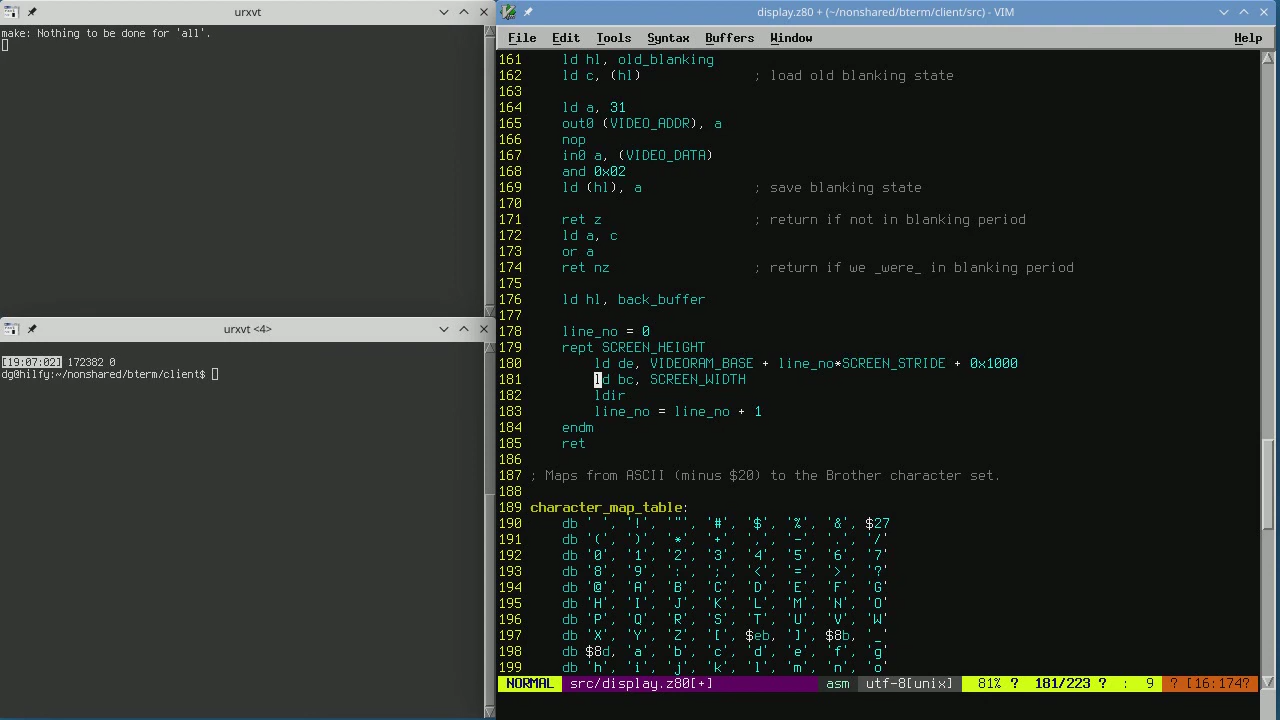 urxvt
make: Nothing to be done for 'all'.
urxvt <4>
[19:07:02] 172382 0
dg@hilfy:~/nonshared/bterm/client$
display.z80 + (~/nonshared/bterm/client/src) - VIM
File Edit Tools Syntax Buffers Window Help
161 ld hl, old_blanking
162 ld c, (hl) ; load old blanking state
163
164 ld a, 31
165 out0 (VIDEO_ADDR), a
166 nop
167 in0 a, (VIDEO_DATA)
168 and 0x02
169 ld (hl), a ; save blanking state
170
171 ret z ; return if not in blanking period
172 ld a, c
173 or a
174 ret nz ; return if we _were_ in blanking period
175
176 ld hl, back_buffer
177
178 line_no = 0
179 rept SCREEN_HEIGHT
180 ld de, VIDEORAM_BASE + line_no*SCREEN_STRIDE + 0x1000
181 ld bc, SCREEN_WIDTH
182 ldir
183 line_no = line_no + 1
184 endm
185 ret
186
187 ; Maps from ASCII (minus $20) to the Brother character set.
188
189 character_map_table:
190 db ' ', '!', '"', '#', '$', '%', '&', $27
191 db '(', ')', '*', '+', ',', '-', '.', '/'
192 db '0', '1', '2', '3', '4', '5', '6', '7'
193 db '8', '9', ':', ';', '<', '=', '>', '?'
194 db '@', 'A', 'B', 'C', 'D', 'E', 'F', 'G'
195 db 'H', 'I', 'J', 'K', 'L', 'M', 'N', 'O'
196 db 'P', 'Q', 'R', 'S', 'T', 'U', 'V', 'W'
197 db 'X', 'Y', 'Z', '[', $eb, ']', $8b, '_'
198 db $8d, 'a', 'b', 'c', 'd', 'e', 'f', 'g'
199 db 'h', 'i', 'j', 'k', 'l', 'm', 'n', 'o'
NORMAL src/display.z80[+] asm utf-8[unix] 81% ? 181/223 ? : 9 ? [16:174?